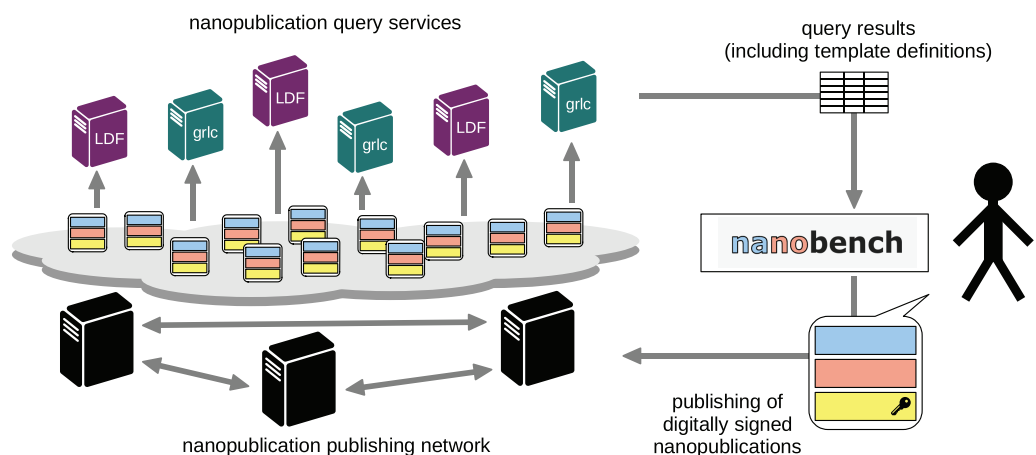 nanopublication query services
query results
(including template definitions)
LDF
grlc
LDF
grlc
LDF
grlc
nanobench
publishing of
digitally signed
nanopublications
nanopublication publishing network